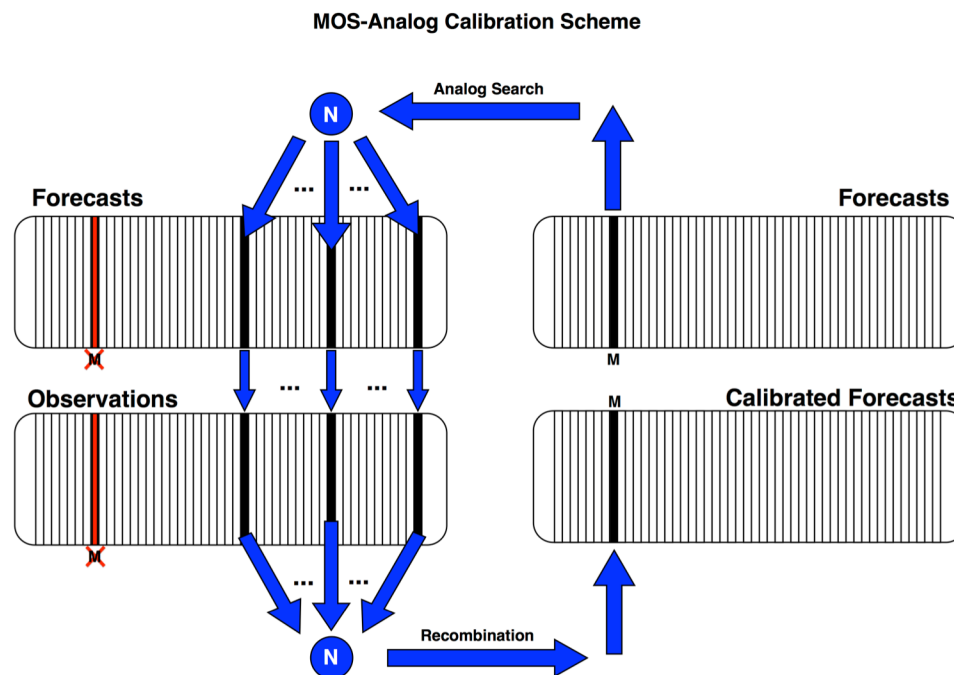 MOS-Analog Calibration Scheme
Analog Search
N
... ...
Forecasts
Forecasts
M
M
... ...
Observations
M
Calibrated Forecasts
M
... ...
Recombination
N